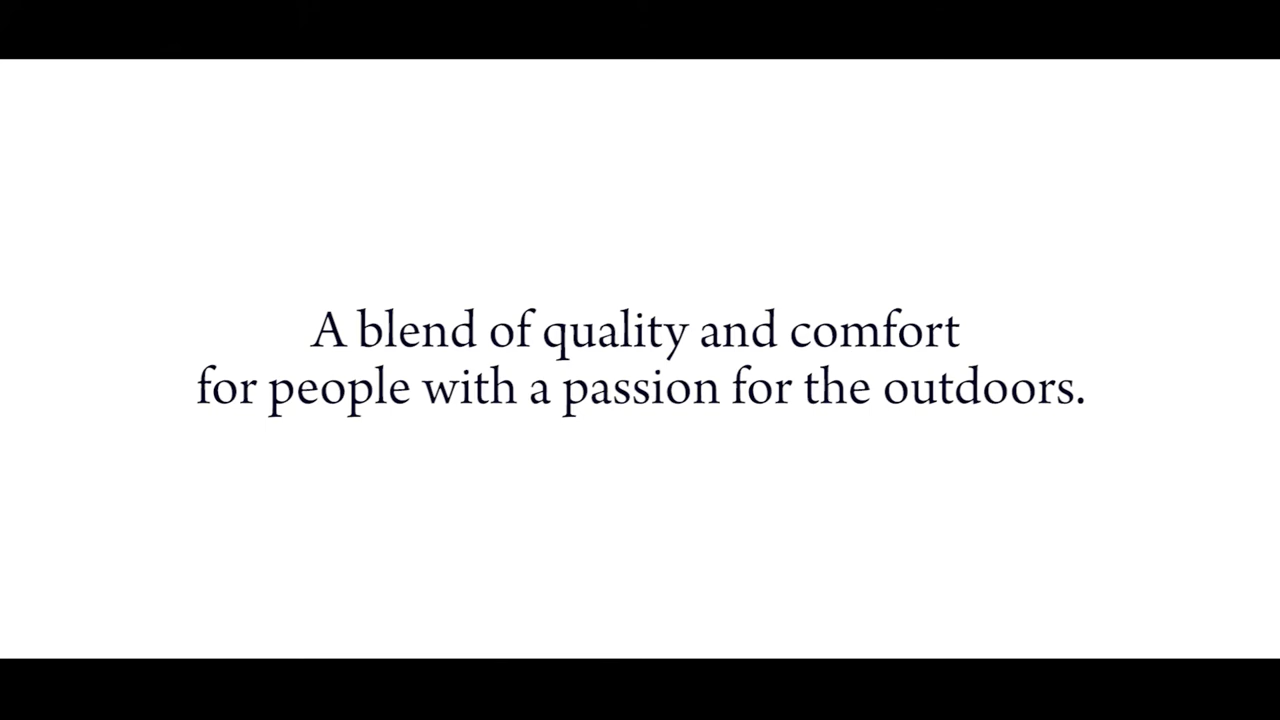 A blend of quality and comfort
for people with a passion for the outdoors.